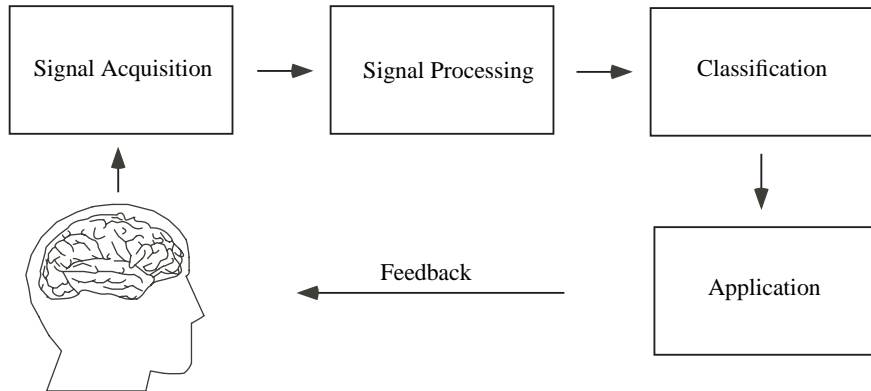 Signal Acquisition
Signal Processing
Classification
Feedback
Application